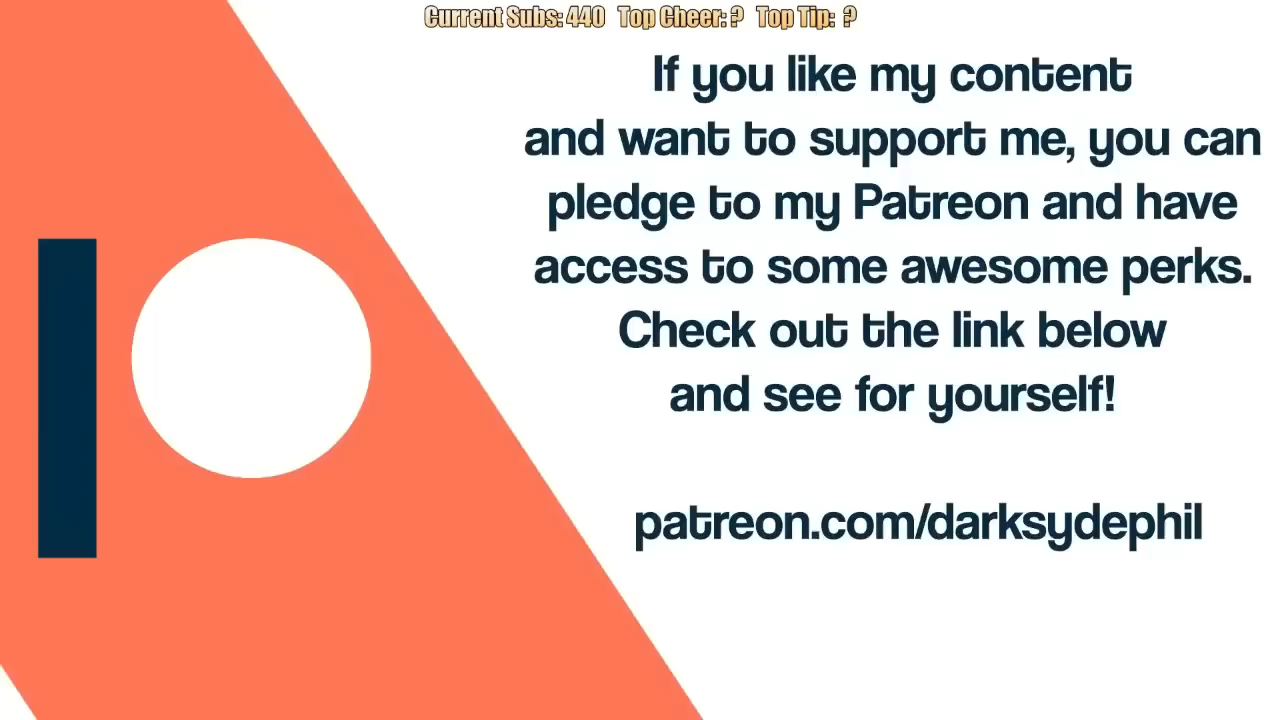 Current Subs: 440 Top Cheer: ? Top Tip: ?
If you like my content
and want to support me, you can
pledge to my Patreon and have
access to some awesome perks.
Check out the link below
and see for yourself!
patreon.com/darksydephil